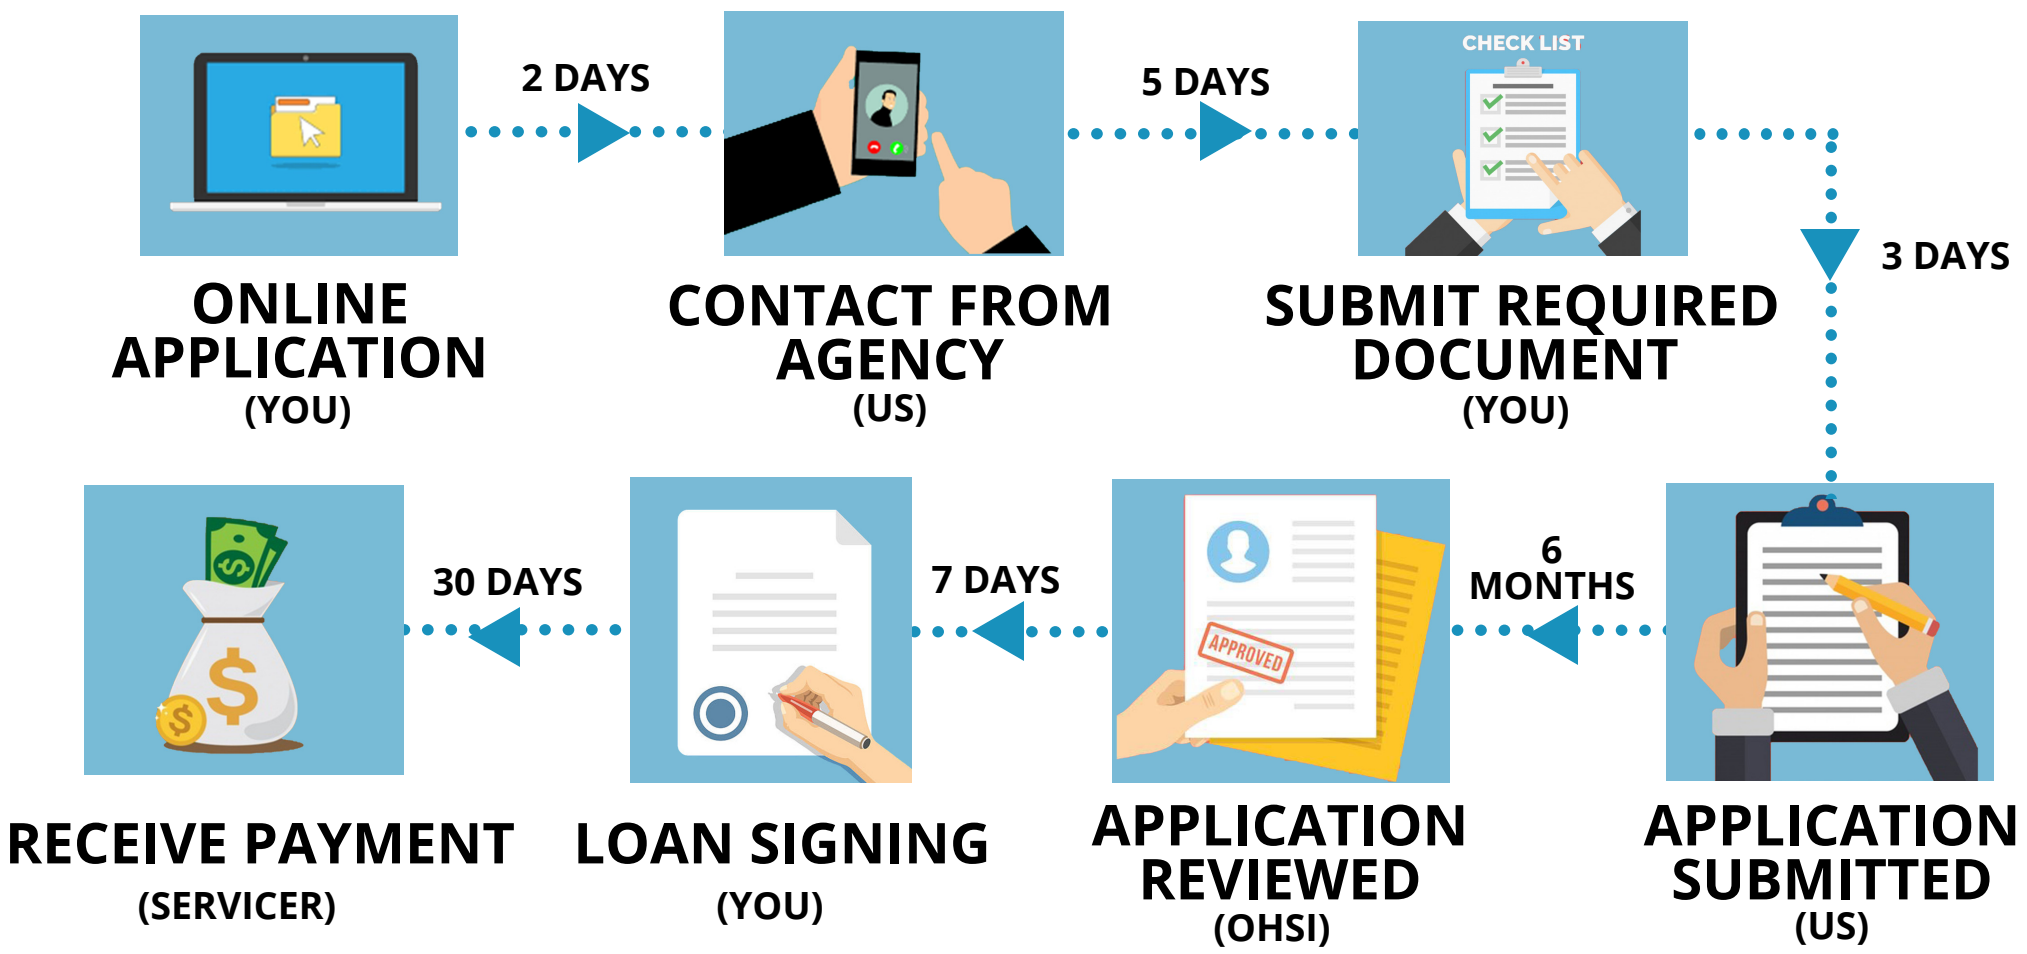 CHECK LIST
2 DAYS
5 DAYS
3 DAYS
ONLINE
APPLICATION
(YOU)
CONTACT FROM
AGENCY
(US)
SUBMIT REQUIRED
DOCUMENT
(YOU)
6
MONTHS
7 DAYS
30 DAYS
APPROVED
$
$
$
APPLICATION
SUBMITTED
(US)
APPLICATION
REVIEWED
(OHSI)
LOAN SIGNING
(YOU)
RECEIVE PAYMENT
(SERVICER)